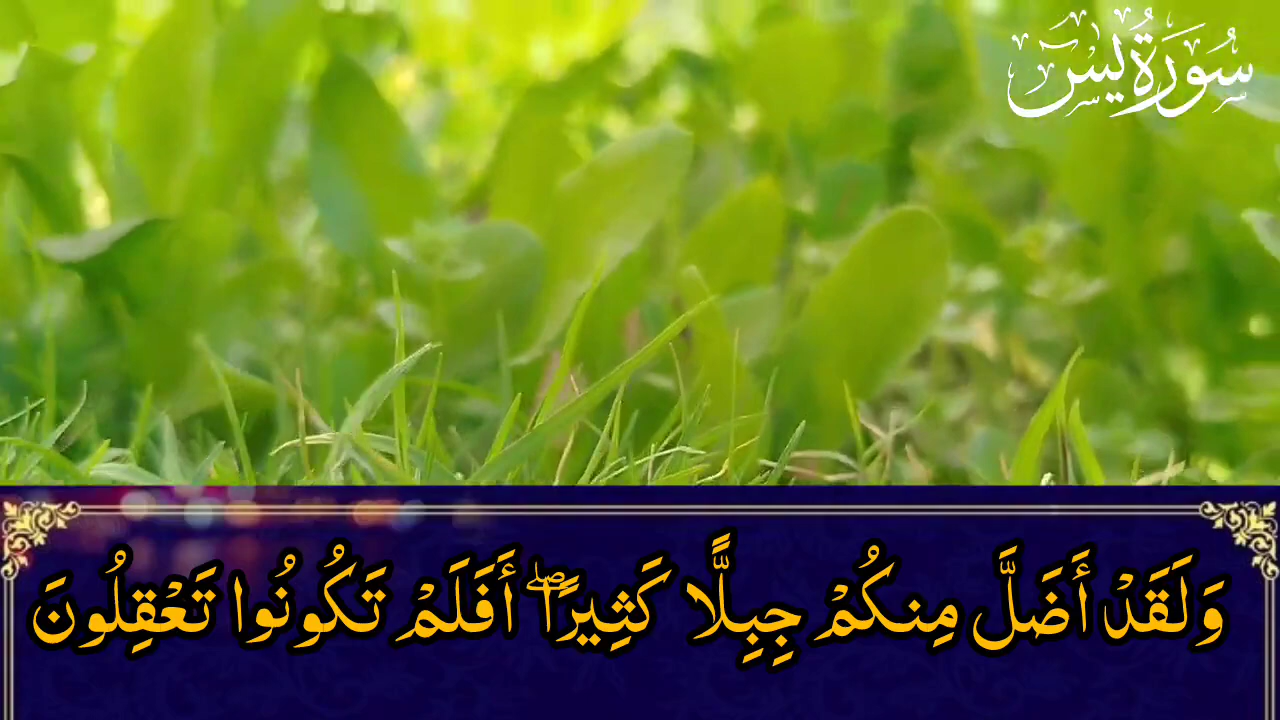 سُورَةُ يسٓ
وَلَقَدْ أَضَلَّ مِنكُمْ جِبِلًّا كَثِيرًا ۖ أَفَلَمْ تَكُونُوا تَعْقِلُونَ